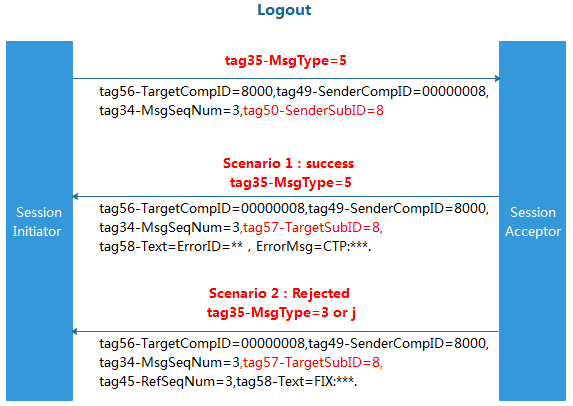 Logout
tag35-MsgType=5
tag56-TargetCompID=8000,tag49-SenderCompID=00000008,
tag34-MsgSeqNum=3,tag50-SenderSubID=8
Scenario 1 : success
tag35-MsgType=5
Session
Initiator
Session
Acceptor
tag56-TargetCompID=00000008,tag49-SenderCompID=8000,
tag34-MsgSeqNum=3,tag57-TargetSubID=8,
tag58-Text=ErrorID=** , ErrorMsg=CTP:***.
Scenario 2 : Rejected
tag35-MsgType=3 or j
tag56-TargetCompID=00000008,tag49-SenderCompID=8000,
tag34-MsgSeqNum=3,tag57-TargetSubID=8,
tag45-RefSeqNum=3,tag58-Text=FIX:***.